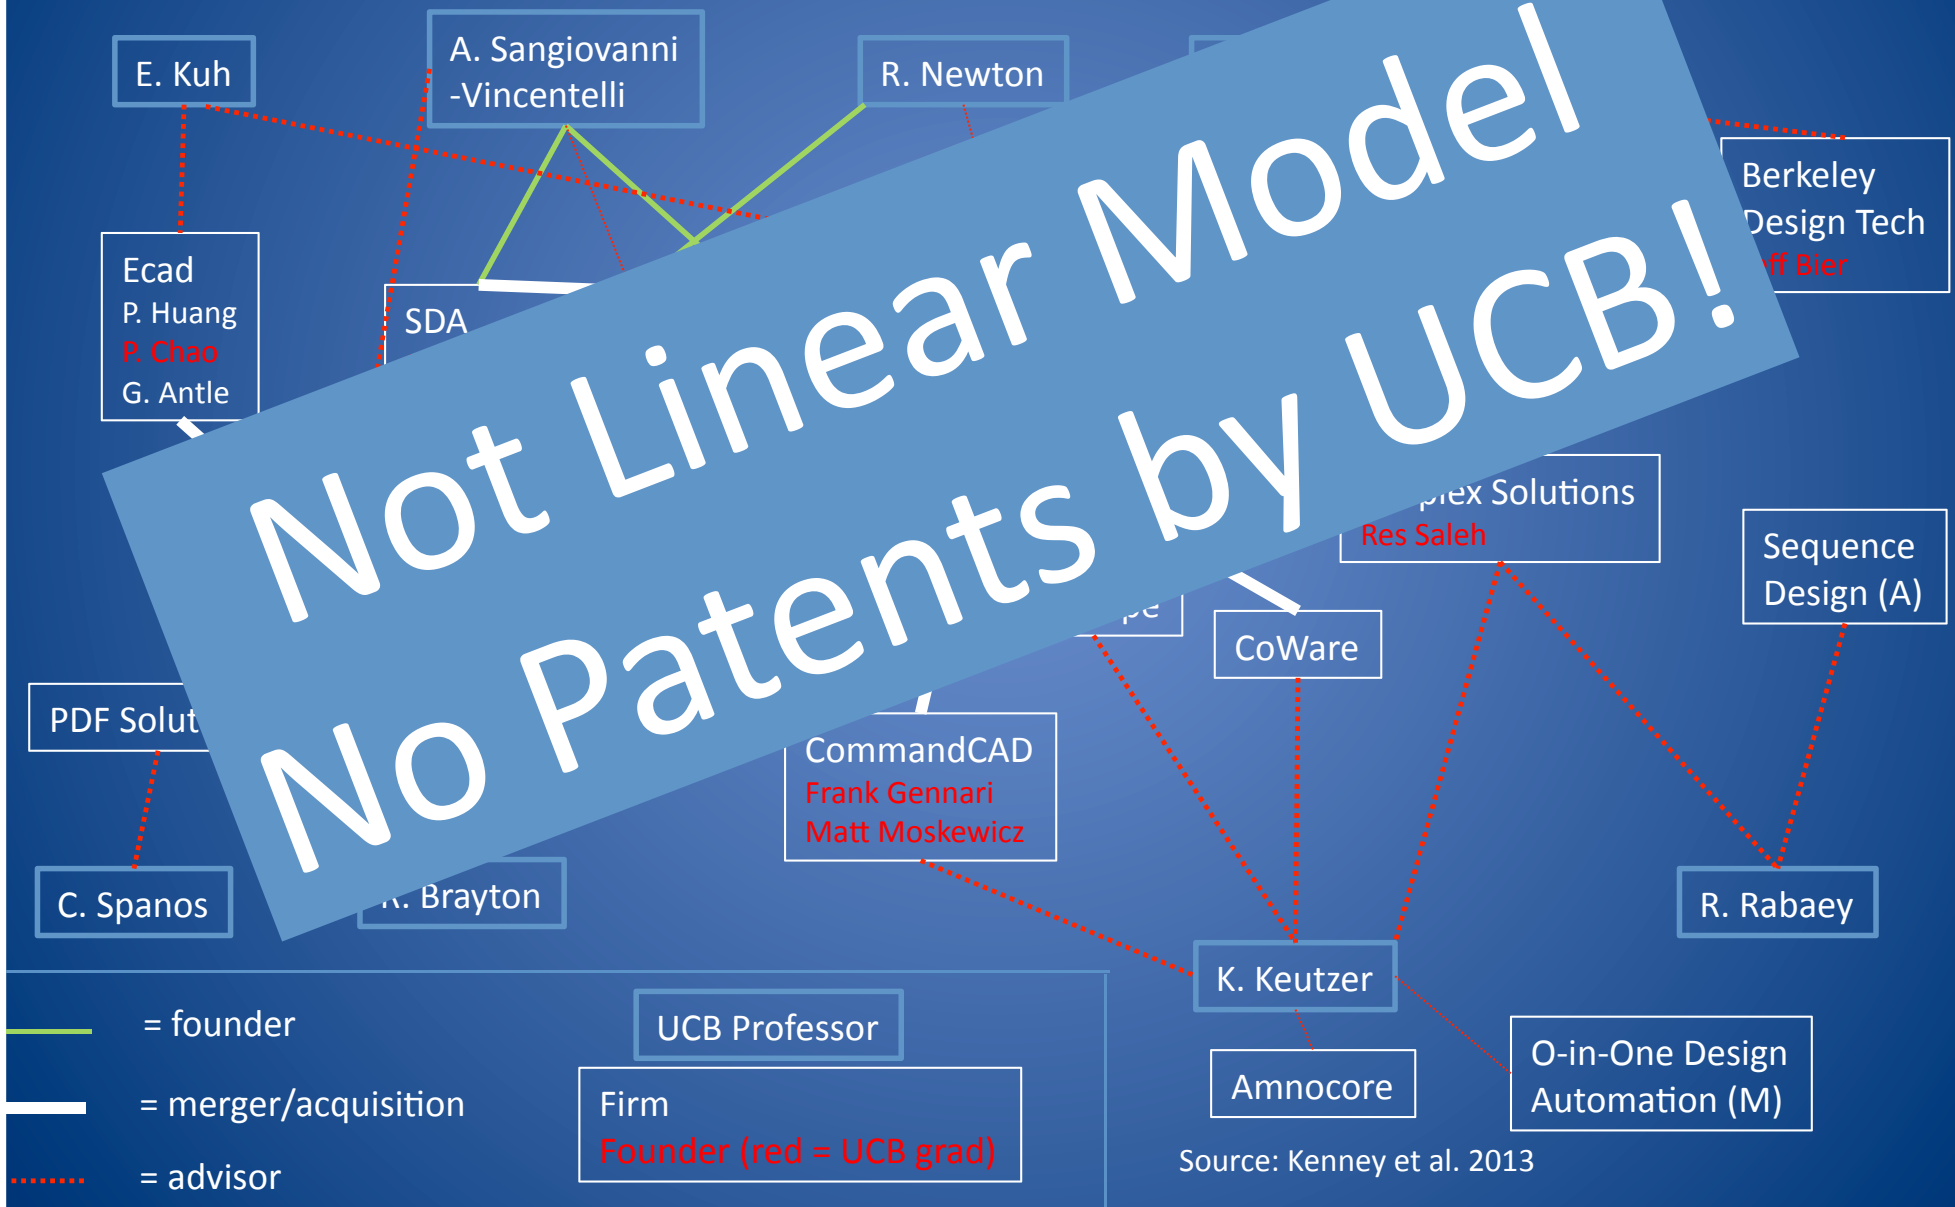 E. Kuh
A. Sangiovanni
-Vincentelli
R. Newton
Berkeley
Design Tech
Bier
Ecad
P. Huang
P. Chao
G. Antle
SDA
Not Linear Model
No Patents by UCB!
Solutions
Res Saleh
Sequence
Design (A)
CoWare
PDF
CommandCAD
Frank Gennari
Matt Moskewicz
C. Spanos
Brayton
R. Rabaey
K. Keutzer
= founder
UCB Professor
= merger/acquisition
Firm
Founder (red = UCB grad)
= advisor
Amnocore
O-in-One Design
Automation (M)
Source: Kenney et al. 2013